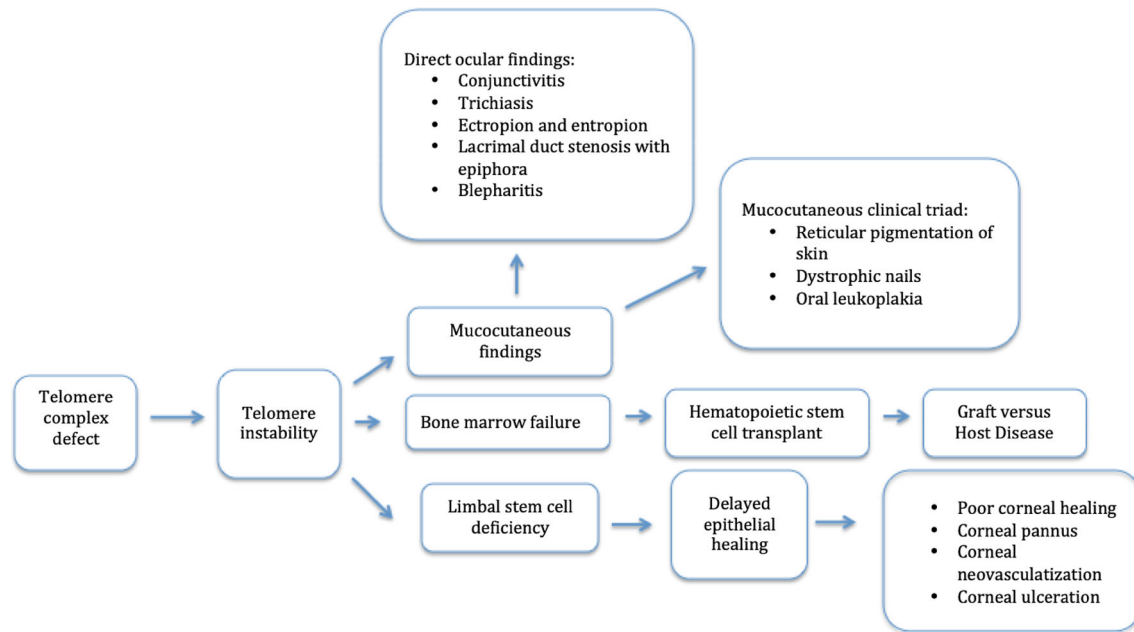 Direct ocular findings:
• Conjunctivitis
• Trichiasis
• Ectropion and entropion
• Lacrimal duct stenosis with
epiphora
• Blepharitis
Mucocutaneous clinical triad:
• Reticular pigmentation of
skin
• Dystrophic nails
• Oral leukoplakia
Mucocutaneous
findings
Telomere
complex
defect
Telomere
instability
Bone marrow failure
Hematopoietic stem
cell transplant
Graft versus
Host Disease
Limbal stem cell
deficiency
Delayed
epithelial
healing
• Poor corneal healing
• Corneal pannus
• Corneal
neovasculatization
• Corneal ulceration